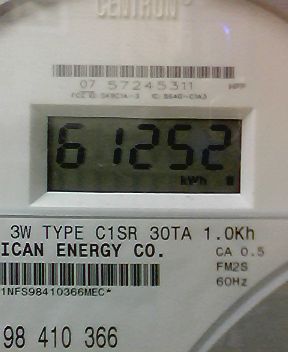 CENTRON®
07 57245311
61252
kWh
3W TYPE C1SR 30TA 1.0Kh
ICAN ENERGY CO.
CA 0.5
FM2S
60Hz
1NFS98410366MEC*
98 410 366